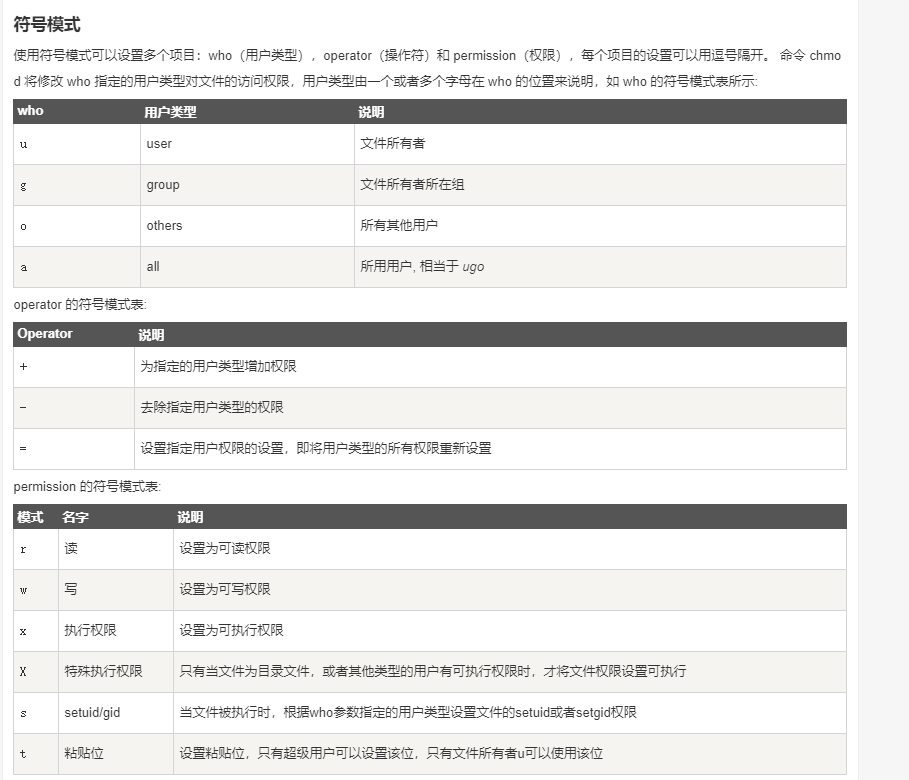 符号模式
使用符号模式可以设置多个项目：who（用户类型），operator（操作符）和 permission（权限），每个项目的设置可以用逗号隔开。 命令 chmo
d 将修改 who 指定的用户类型对文件的访问权限，用户类型由一个或者多个字母在 who 的位置来说明，如 who 的符号模式表所示:
who 用户类型 说明
u user 文件所有者
g group 文件所有者所在组
o others 所有其他用户
a all 所用用户, 相当于 ugo
operator 的符号模式表:
Operator 说明
+ 为指定的用户类型增加权限
- 去除指定用户类型的权限
= 设置指定用户权限的设置，即将用户类型的所有权限重新设置
permission 的符号模式表:
模式 名字 说明
r 读 设置为可读权限
w 写 设置为可写权限
x 执行权限 设置为可执行权限
X 特殊执行权限 只有当文件为目录文件，或者其他类型的用户有可执行权限时，才将文件权限设置可执行
s setuid/gid 当文件被执行时，根据who参数指定的用户类型设置文件的setuid或者setgid权限
t 粘贴位 设置粘贴位，只有超级用户可以设置该位，只有文件所有者u可以使用该位